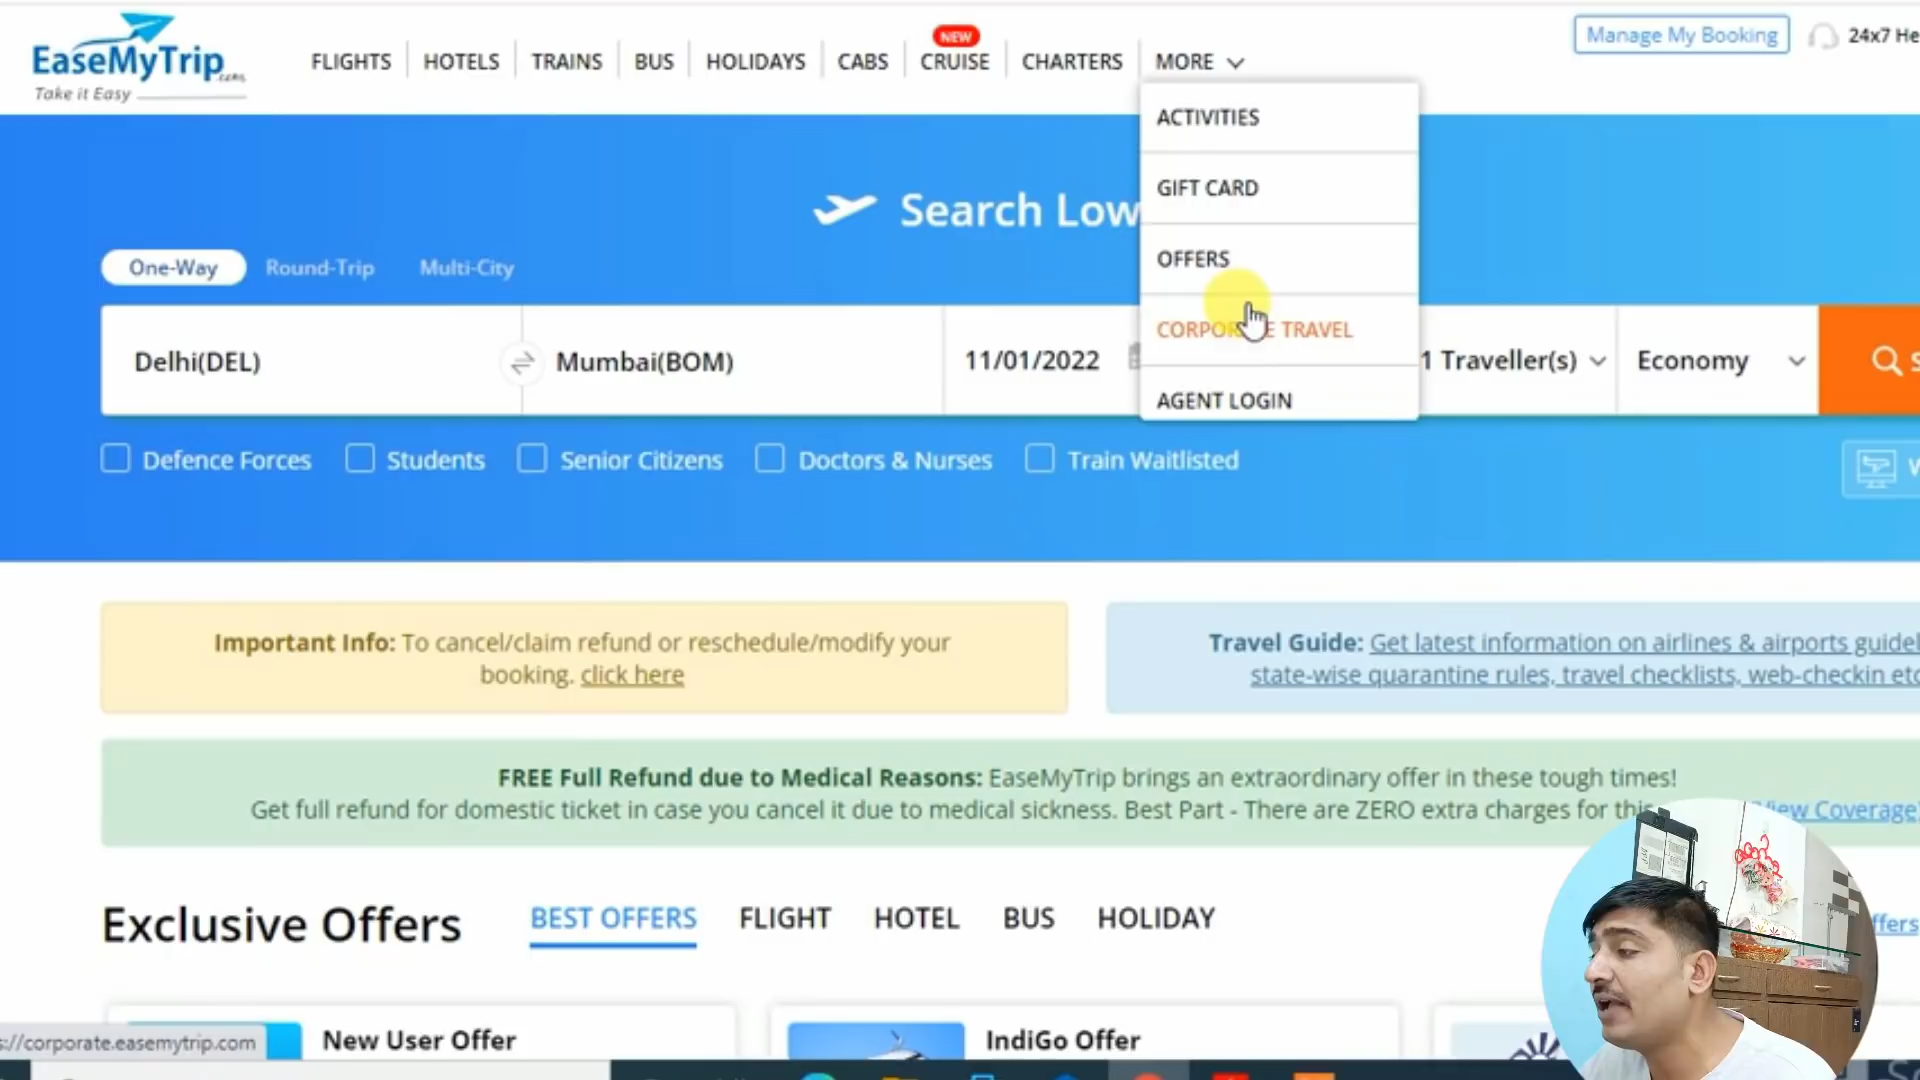 EaseMyTrip.com
Take it Easy
FLIGHTS
HOTELS
TRAINS
BUS
HOLIDAYS
CABS
NEW
CRUISE
CHARTERS
MORE
Manage My Booking
24x7 He
ACTIVITIES
GIFT CARD
OFFERS
CORPOR E TRAVEL
AGENT LOGIN
Search Low
One-Way
Round-Trip
Multi-City
Delhi(DEL)
Mumbai(BOM)
11/01/2022
1 Traveller(s)
Economy
S
Defence Forces
Students
Senior Citizens
Doctors & Nurses
Train Waitlisted
Important Info: To cancel/claim refund or reschedule/modify your
booking. click here
Travel Guide: Get latest information on airlines & airports guidel
state-wise quarantine rules, travel checklists, web-checkin etc
FREE Full Refund due to Medical Reasons: EaseMyTrip brings an extraordinary offer in these tough times!
Get full refund for domestic ticket in case you cancel it due to medical sickness. Best Part - There are ZERO extra charges for this
View Coverage
Exclusive Offers
BEST OFFERS
FLIGHT
HOTEL
BUS
HOLIDAY
ffers
New User Offer
IndiGo Offer
s://corporate.easemytrip.com